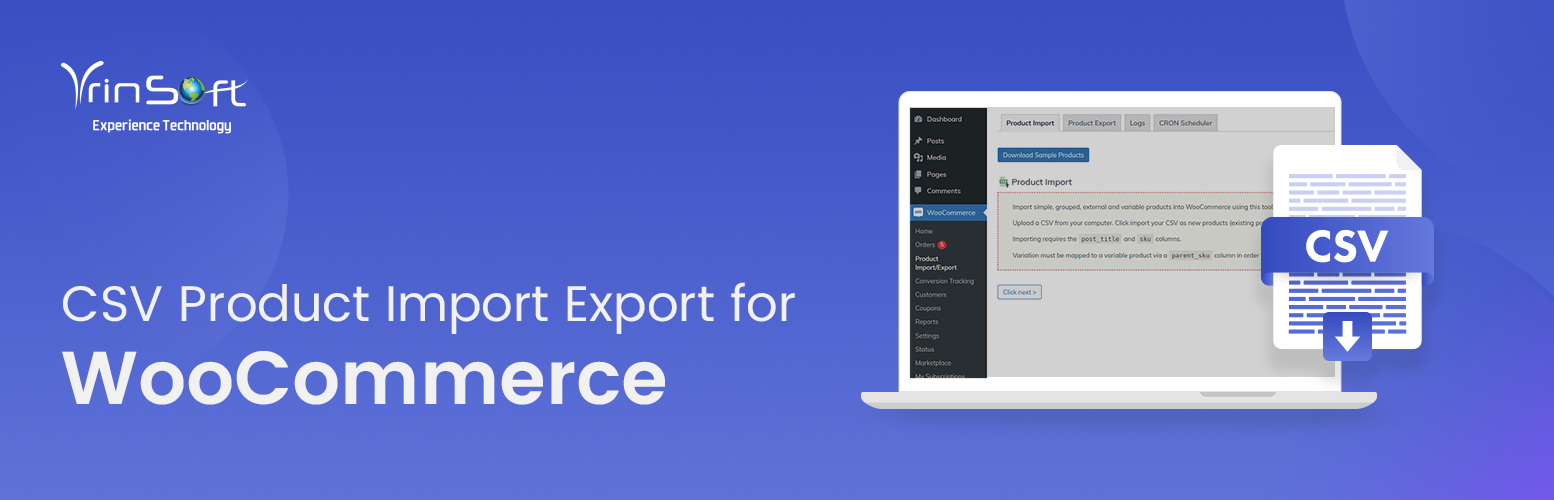 VrinSoft
Experience Technology
CSV Product Import Export for
WooCommerce
Dashboard
Posts
Media
Pages
Comments
WooCommerce
Home
Orders 5
Product
Import/Export
Conversion Tracking
Customers
Coupons
Reports
Settings
Status
Marketplace
My Subscriptions
Product Import
Product Export
Logs
CRON Scheduler
Download Sample Products
Product Import
Import simple, grouped, external and variable products into WooCommerce using this tool
Upload a CSV from your computer. Click import your CSV as new products (existing
Importing requires the post_title and sku columns.
Variation must be mapped to a variable product via a parent_sku column in order
Click next >
CSV